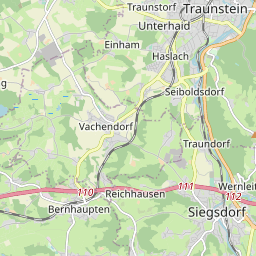 Traunstorf
Traunstein
Unterhaid
Einham
Haslach
Seiboldsdorf
Vachendorf
Traundorf
110
111
112
Wernleit
Reichhausen
Bernhaupten
Siegsdorf